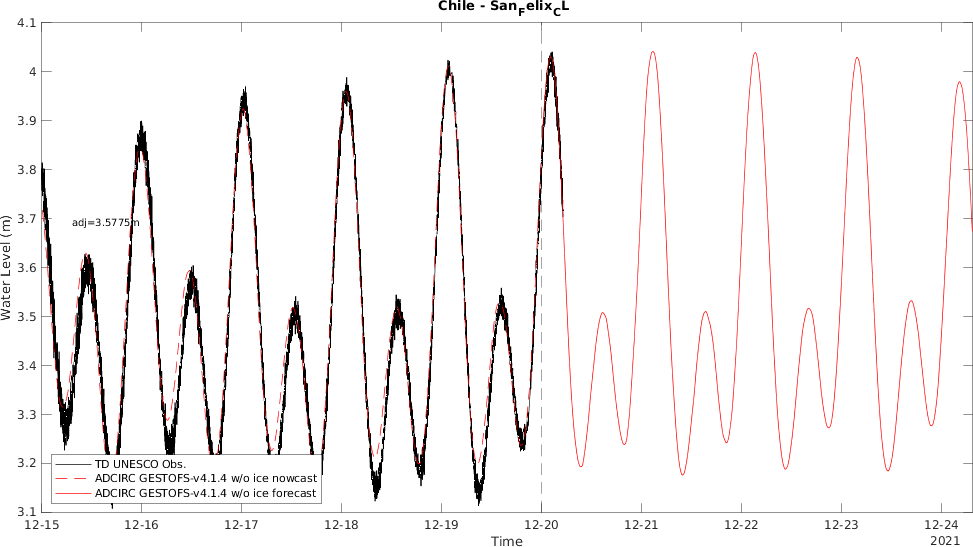 Chile - SanFelixCL
4.1
4
3.9
3.8
3.7
3.6
3.5
3.4
3.3
3.2
3.1
Water Level (m)
adj=3.5775m
TD UNESCO Obs.
ADCIRC GESTOFS-v4.1.4 w/o ice nowcast
ADCIRC GESTOFS-v4.1.4 w/o ice forecast
12-15 12-16 12-17 12-18 12-19 12-20 12-21 12-22 12-23 12-24
Time
2021